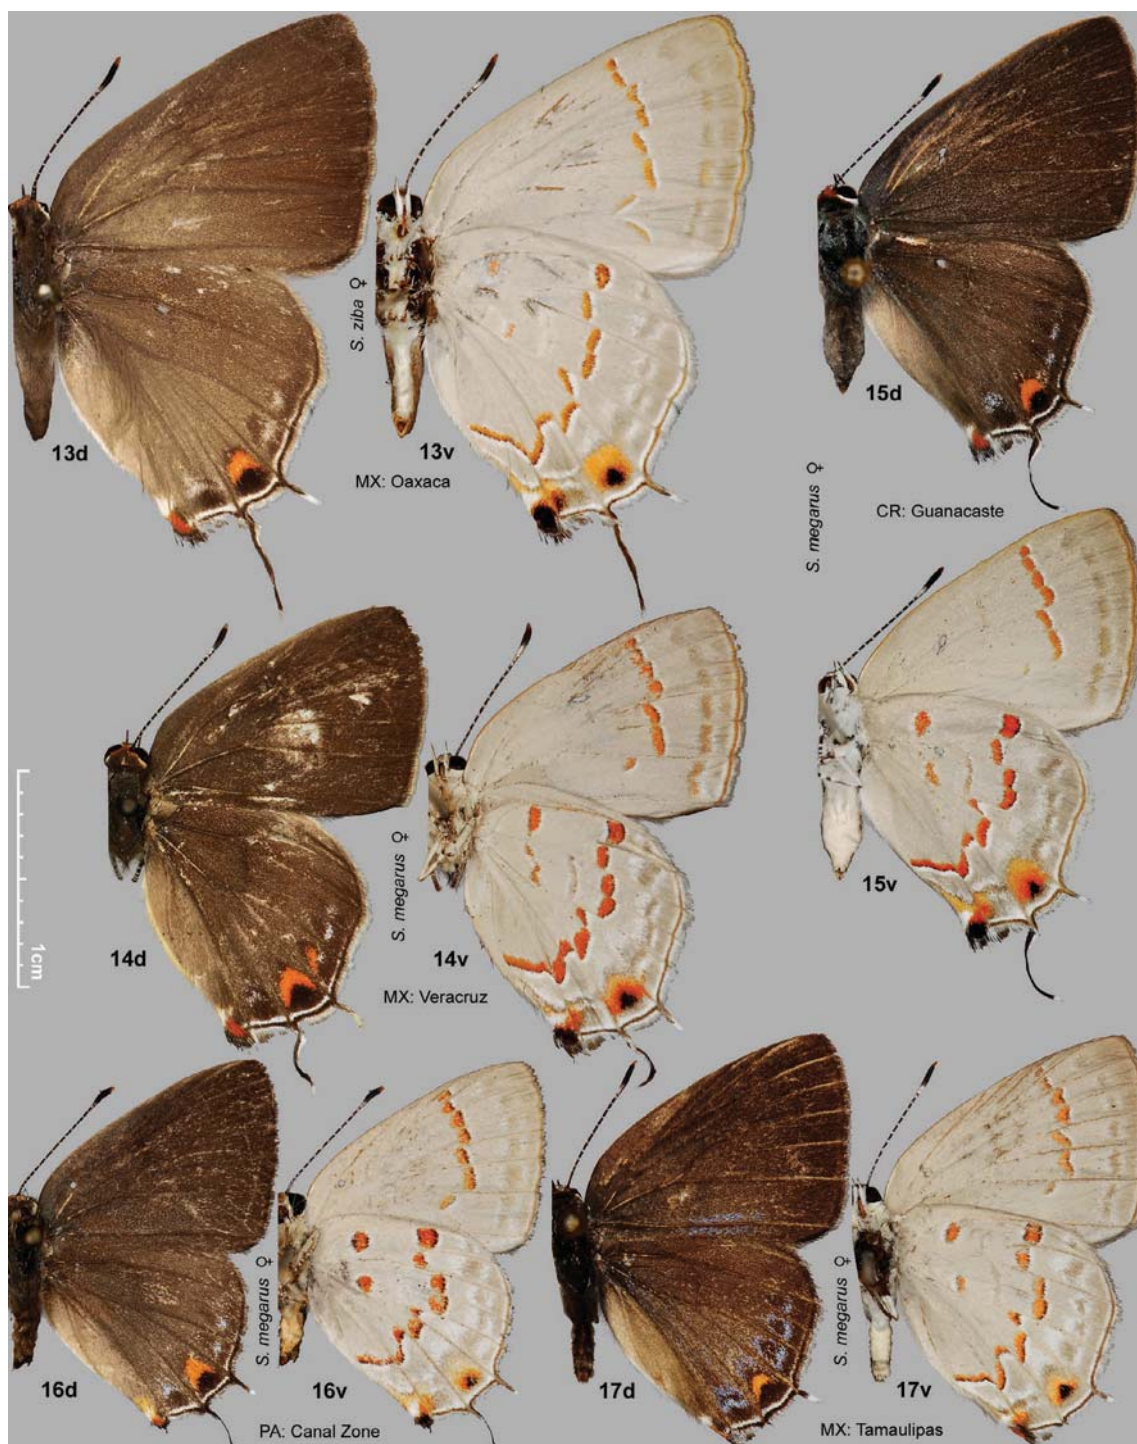 13d
S. ziba ♀
13v
MX: Oaxaca
15d
S. megarus ♀
CR: Guanacaste
14d
S. megarus ♀
14v
MX: Veracruz
15v
1cm
16d
S. megarus ♀
16v
PA: Canal Zone
17d
S. megarus ♀
17v
MX: Tamaulipas